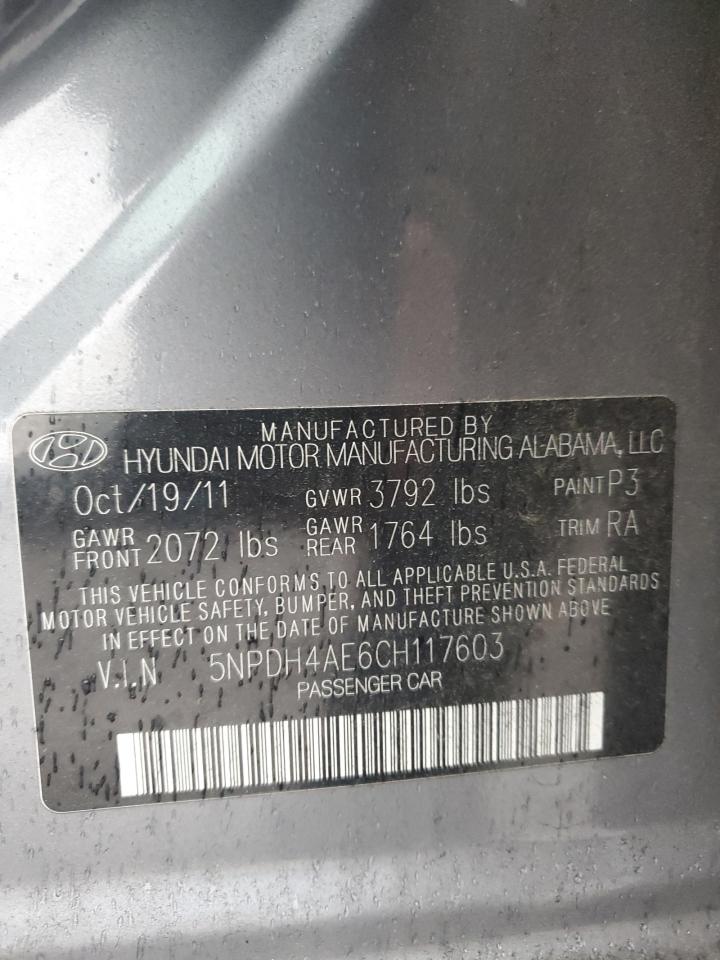 MANUFACTURED BY
HYUNDAI MOTOR MANUFACTURING ALABAMA, LLC
Oct/19/11 GVWR 3792 lbs PAINT P3
GAWR FRONT 2072 lbs GAWR REAR 1764 lbs TRIM RA
THIS VEHICLE CONFORMS TO ALL APPLICABLE U.S.A. FEDERAL
MOTOR VEHICLE SAFETY, BUMPER, AND THEFT PREVENTION STANDARDS
IN EFFECT ON THE DATE OF MANUFACTURE SHOWN ABOVE
V.I.N 5NPDH4AE6CH117603
PASSENGER CAR